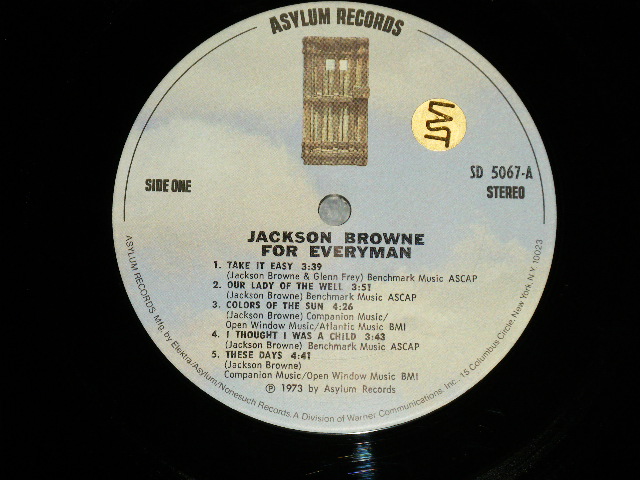 ASYLUM RECORDS
LAST
SD 5067-A
STEREO
SIDE ONE
JACKSON BROWNE
FOR EVERYMAN
1. TAKE IT EASY 3:39
(Jackson Browne & Glenn Frey) Benchmark Music ASCAP
2. OUR LADY OF THE WELL 3:51
(Jackson Browne) Benchmark Music ASCAP
3. COLORS OF THE SUN 4:26
(Jackson Browne) Companion Music/
Open Window Music/Atlantic Music BMI
4. I THOUGHT I WAS A CHILD 3:43
(Jackson Browne) Benchmark Music ASCAP
5. THESE DAYS 4:41
(Jackson Browne)
Companion Music/Open Window Music BMI
℗ 1973 by Asylum Records
ASYLUM RECORDS. Mfg. by Elektra/Asylum/Nonesuch Records. A Division of Warner Communications, Inc. 15 Columbus Circle, New York, N.Y. 10023